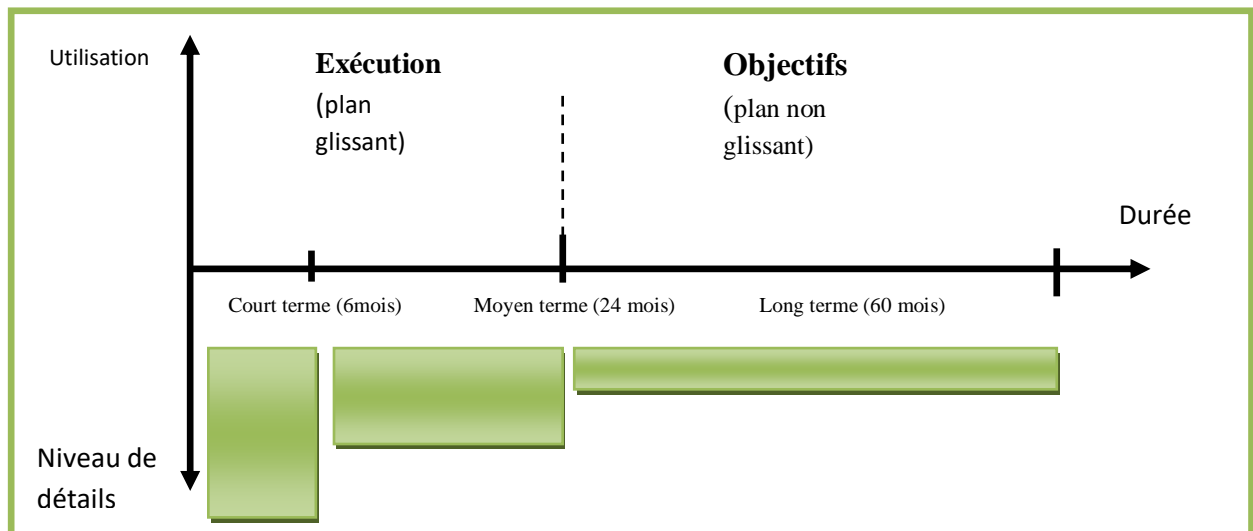 Utilisation
Exécution
(plan
glissant)
Objectifs
(plan non
glissant)
Durée
Court terme (6mois)
Moyen terme (24 mois)
Long terme (60 mois)
Niveau de
détails